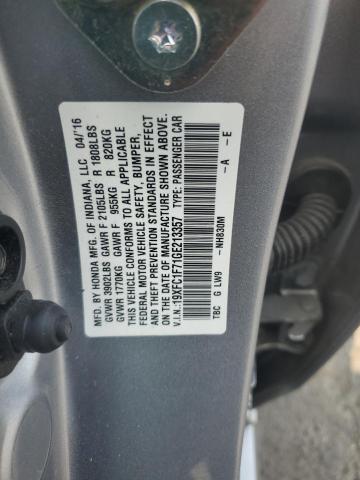 MFD. BY HONDA MFG. OF INDIANA, LLC 04/'16
GVWR 3902LBS GAWR F 2105LBS R 1808LBS
GVWR 1770KG GAWR F 955KG R 820KG
THIS VEHICLE CONFORMS TO ALL APPLICABLE
FEDERAL MOTOR VEHICLE SAFETY, BUMPER,
AND THEFT PREVENTION STANDARDS IN EFFECT
ON THE DATE OF MANUFACTURE SHOWN ABOVE.
V.I.N.:19XFC1F71GE213357 TYPE: PASSENGER CAR
-NH830M -A -E
TBC G LW9